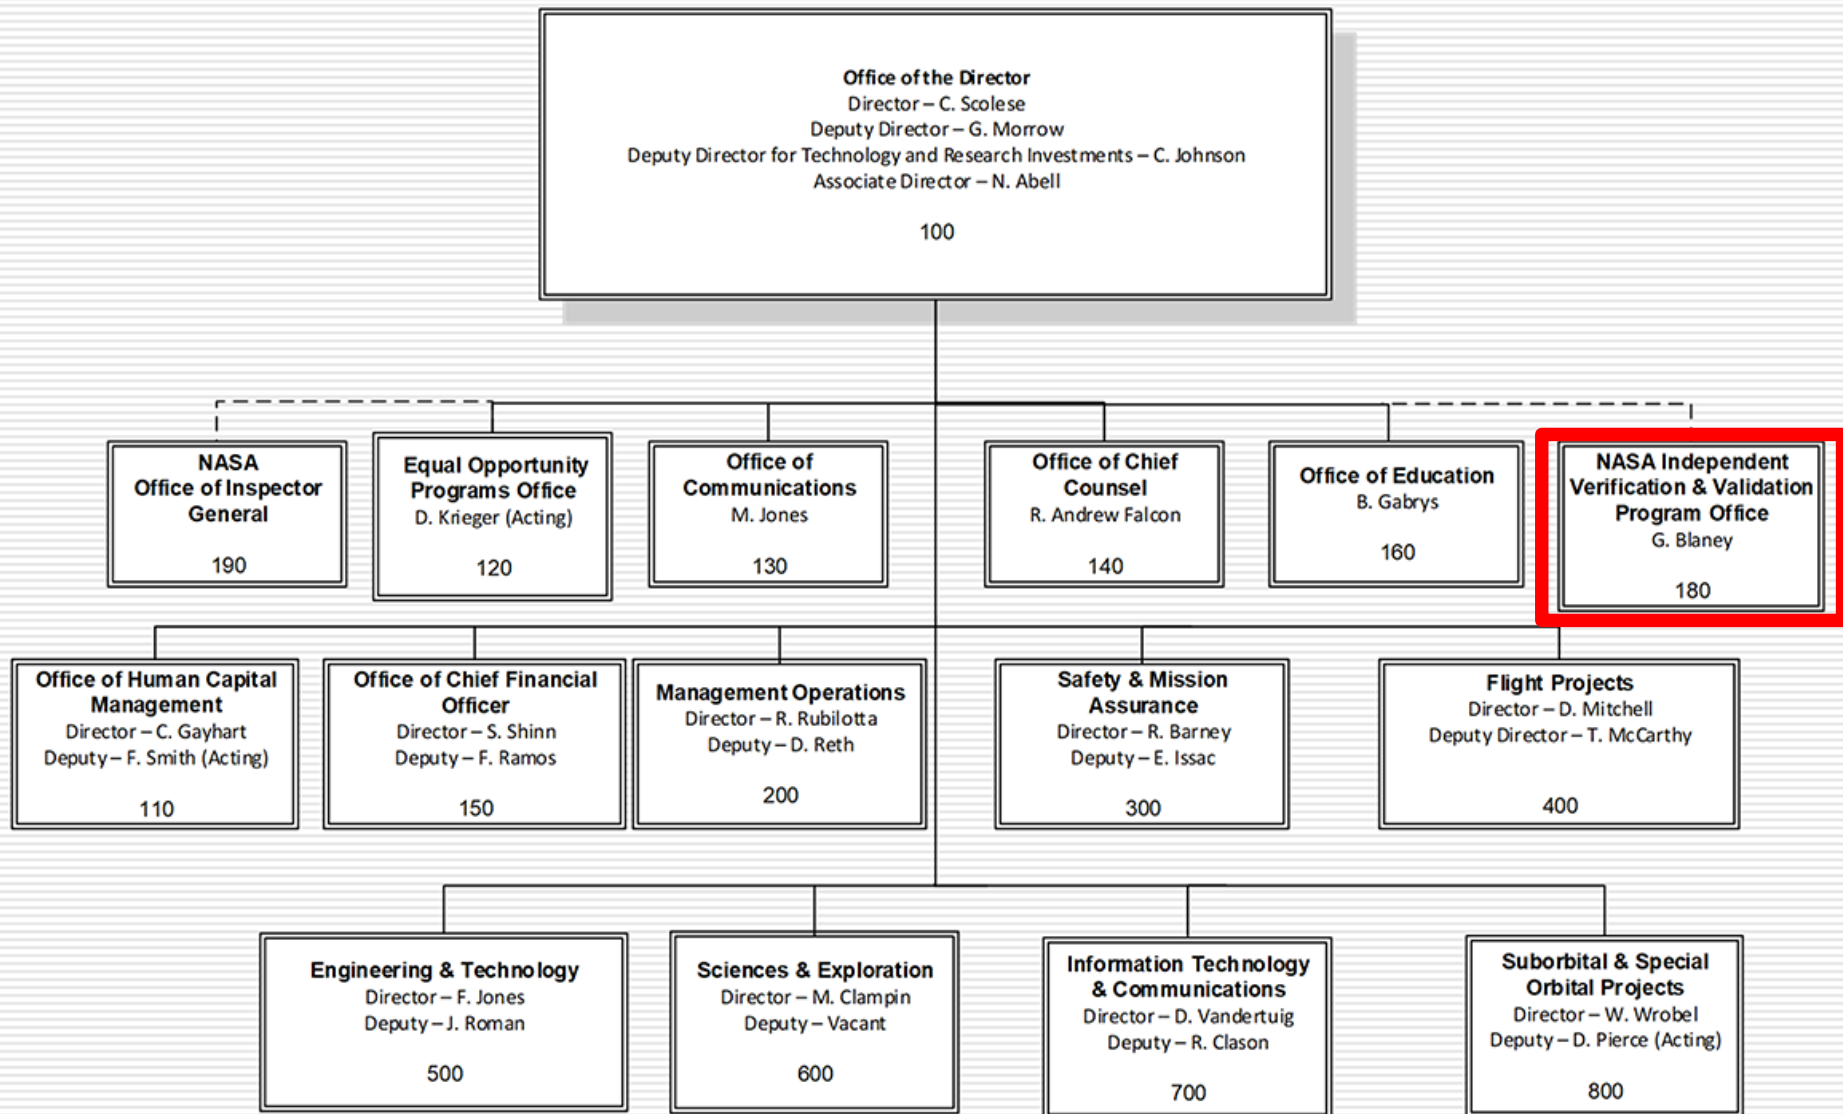 Office of the Director
Director – C. Scolese
Deputy Director – G. Morrow
Deputy Director for Technology and Research Investments – C. Johnson
Associate Director – N. Abell
100
NASA
Office of Inspector
General
190
Equal Opportunity
Programs Office
D. Krieger (Acting)
120
Office of
Communications
M. Jones
130
Office of Chief
Counsel
R. Andrew Falcon
140
Office of Education
B. Gabrys
160
NASA Independent
Verification & Validation
Program Office
G. Blaney
180
Office of Human Capital
Management
Director – C. Gayhart
Deputy – F. Smith (Acting)
110
Office of Chief Financial
Officer
Director – S. Shinn
Deputy – F. Ramos
150
Management Operations
Director – R. Rubilotta
Deputy – D. Reth
200
Safety & Mission
Assurance
Director – R. Barney
Deputy – E. Issac
300
Flight Projects
Director – D. Mitchell
Deputy Director – T. McCarthy
400
Engineering & Technology
Director – F. Jones
Deputy – J. Roman
500
Sciences & Exploration
Director – M. Clampin
Deputy – Vacant
600
Information Technology
& Communications
Director – D. Vandertuig
Deputy – R. Clason
700
Suborbital & Special
Orbital Projects
Director – W. Wrobel
Deputy – D. Pierce (Acting)
800